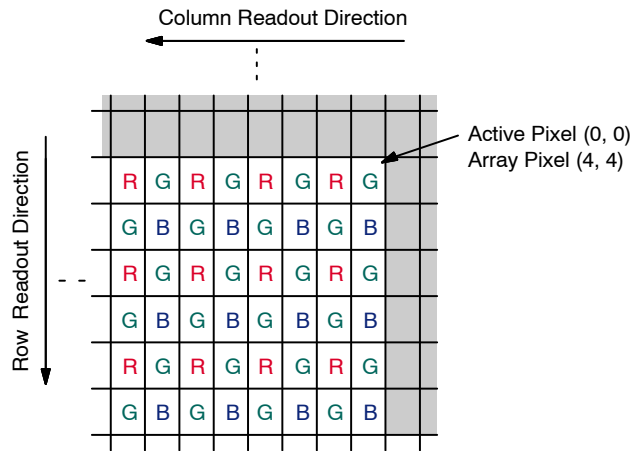 Column Readout Direction
Active Pixel (0, 0)
Array Pixel (4, 4)
Row Readout Direction
R G R G R G R G
G B G B G B G B
R G R G R G R G
G B G B G B G B
R G R G R G R G
G B G B G B G B